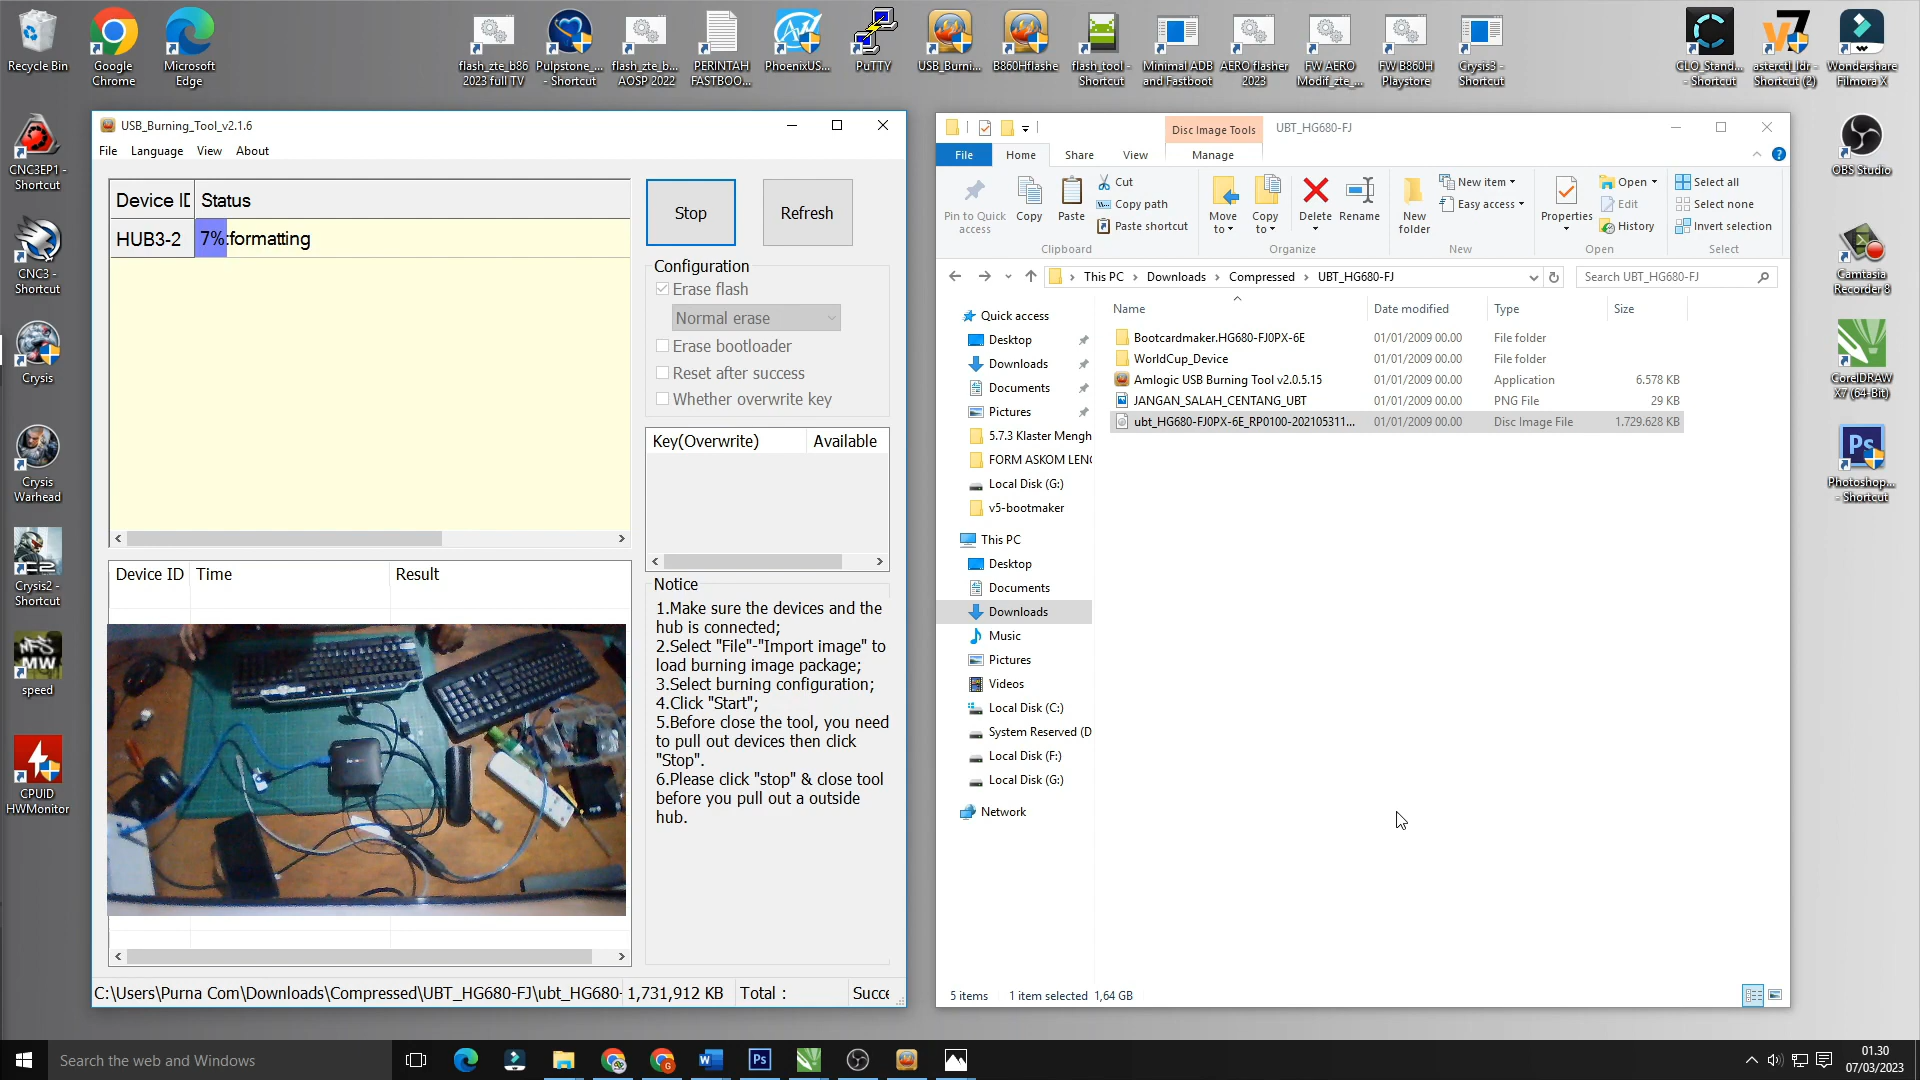 Recycle Bin
Google
Chrome
Microsoft
Edge
flash_zte_b86
2023 full TV
Pulpstone_...
- Shortcut
flash_zte_b...
AOSP 2022
PERINTAH
FASTBOO...
PhoenixUS...
PuTTY
USB_Burni...
B860Hflashe
flash_tool -
Shortcut
Minimal ADB
and Fastboot
AERO flasher
2023
FW AERO
Modif_zte_...
FW B860H
Playstore
Crysis3 -
Shortcut
CLO_Stand...
- Shortcut
asterctl_ldr -
Shortcut (2)
Wondershare
Filmora X
CNC3EP1 -
Shortcut
CNC3 -
Shortcut
Crysis
Crysis
Warhead
Crysis2 -
Shortcut
speed
CPUID
HWMonitor
OBS Studio
Camtasia
Recorder 8
CorelDRAW
X7 (64-Bit)
Photoshop...
- Shortcut
USB_Burning_Tool_v2.1.6
File Language View About
Device ID Status
HUB3-2 7%:formatting
Stop
Refresh
Configuration
Erase flash
Normal erase
Erase bootloader
Reset after success
Whether overwrite key
Key(Overwrite) Available
Device ID Time Result
Notice
1.Make sure the devices and the
hub is connected;
2.Select "File"-"Import image" to
load burning image package;
3.Select burning configuration;
4.Click "Start";
5.Before close the tool, you need
to pull out devices then click
"Stop".
6.Please click "stop" & close tool
before you pull out a outside
hub.
C:\Users\Purna Com\Downloads\Compressed\UBT_HG680-FJ\ubt_HG680- 1,731,912 KB Total : Succe
Disc Image Tools UBT_HG680-FJ
File Home Share View Manage
Pin to Quick
access
Copy
Paste
Cut
Copy path
Paste shortcut
Clipboard
Move
to
Copy
to
Delete
Rename
Organize
New
folder
New item
Easy access
New
Properties
Open
Edit
History
Open
Select all
Select none
Invert selection
Select
This PC Downloads Compressed UBT_HG680-FJ
Search UBT_HG680-FJ
Name Date modified Type Size
Bootcardmaker.HG680-FJ0PX-6E 01/01/2009 00.00 File folder
WorldCup_Device 01/01/2009 00.00 File folder
Amlogic USB Burning Tool v2.0.5.15 01/01/2009 00.00 Application 6.578 KB
JANGAN_SALAH_CENTANG_UBT 01/01/2009 00.00 PNG File 29 KB
ubt_HG680-FJ0PX-6E_RP0100-202105311... 01/01/2009 00.00 Disc Image File 1.729.628 KB
Quick access
Desktop
Downloads
Documents
Pictures
5.7.3 Klaster Mengh
FORM ASKOM LENG
Local Disk (G:)
v5-bootmaker
This PC
Desktop
Documents
Downloads
Music
Pictures
Videos
Local Disk (C:)
System Reserved (D
Local Disk (F:)
Local Disk (G:)
Network
5 items 1 item selected 1,64 GB
Search the web and Windows
01.30
07/03/2023